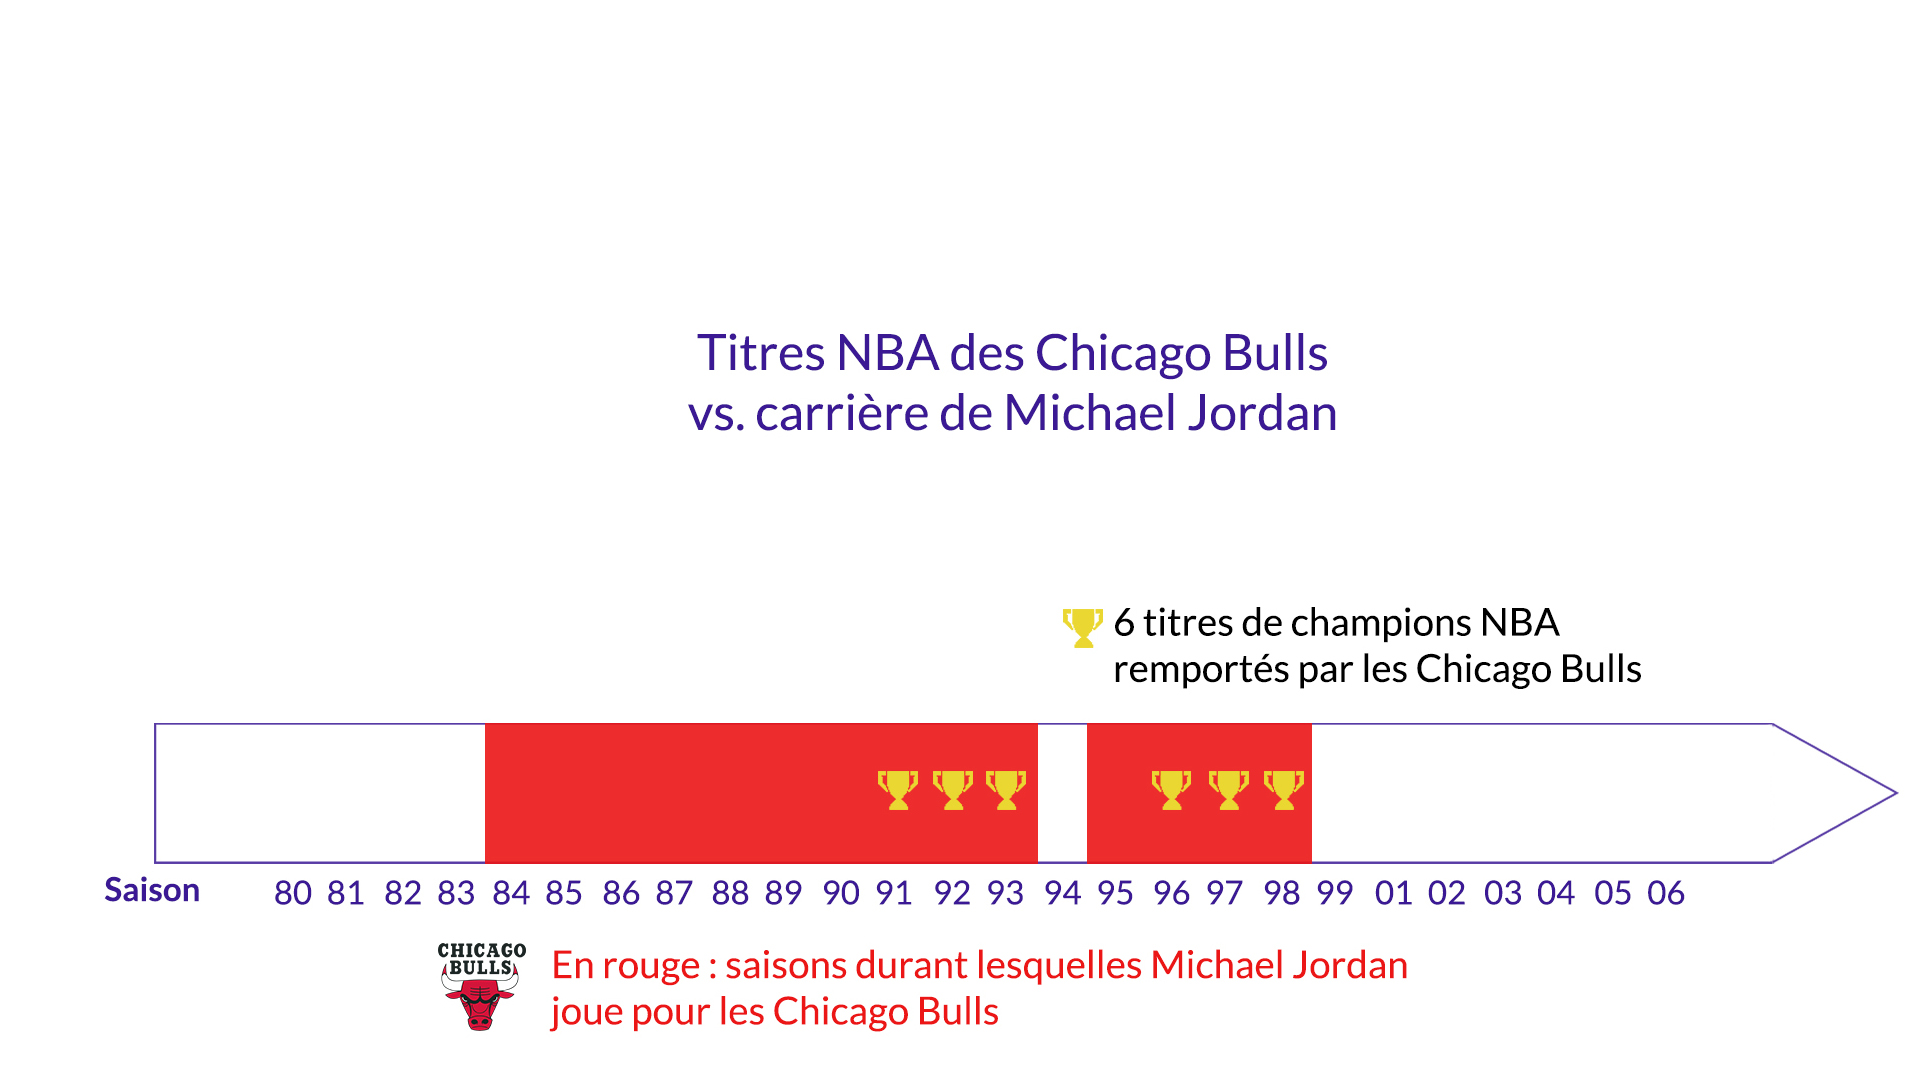 Titres NBA des Chicago Bulls
vs. carrière de Michael Jordan
6 titres de champions NBA
remportés par les Chicago Bulls
Saison 80 81 82 83 84 85 86 87 88 89 90 91 92 93 94 95 96 97 98 99 01 02 03 04 05 06
CHICAGO
BULLS
En rouge : saisons durant lesquelles Michael Jordan
joue pour les Chicago Bulls